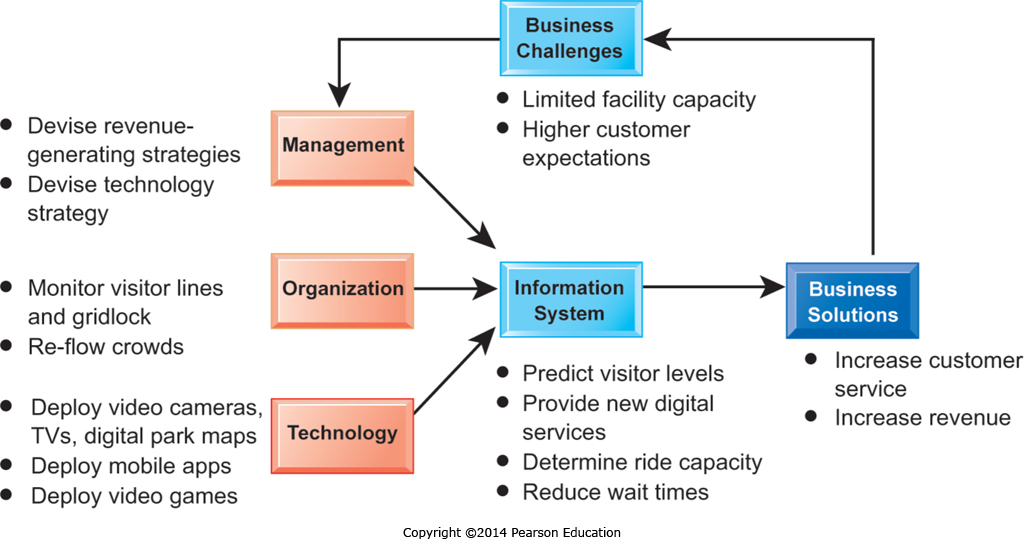 Business
Challenges
• Limited facility capacity
• Higher customer
expectations
Management
• Devise revenue-
generating strategies
• Devise technology
strategy
Organization
• Monitor visitor lines
and gridlock
• Re-flow crowds
Technology
• Deploy video cameras,
TVs, digital park maps
• Deploy mobile apps
• Deploy video games
Information
System
• Predict visitor levels
• Provide new digital
services
• Determine ride capacity
• Reduce wait times
Business
Solutions
• Increase customer
service
• Increase revenue
Copyright ©2014 Pearson Education